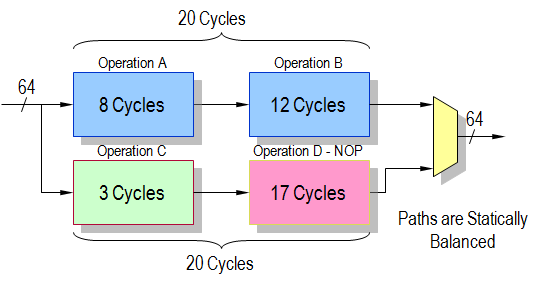 20 Cycles
Operation A
Operation B
64
8 Cycles
12 Cycles
64
Operation C
Operation D - NOP
3 Cycles
17 Cycles
Paths are Statically
Balanced
20 Cycles